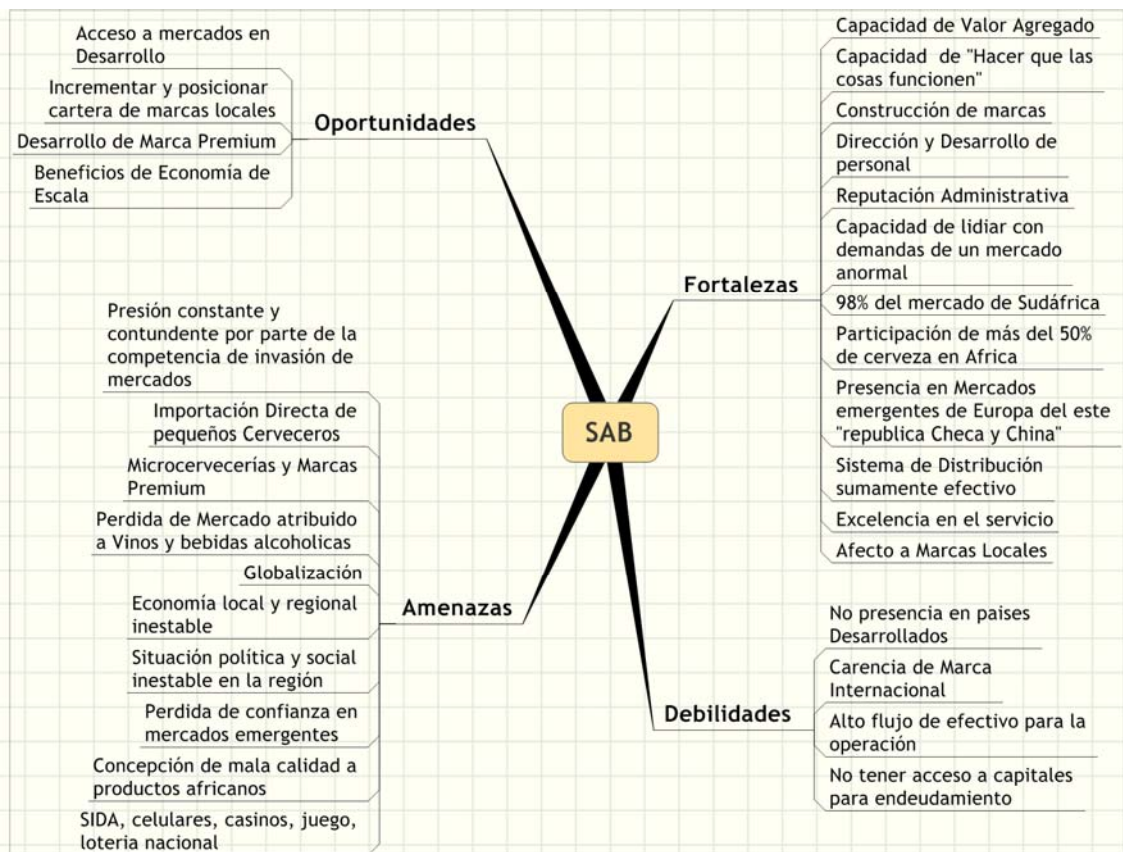 Acceso a mercados en
Desarrollo
Incrementar y posicionar
cartera de marcas locales
Desarrollo de Marca Premium
Beneficios de Economía de
Escala
Oportunidades
Presión constante y
contundente por parte de la
competencia de invasión de
mercados
Importación Directa de
pequeños Cerveceros
Microcervecerías y Marcas
Premium
Perdida de Mercado atribuido
a Vinos y bebidas alcoholicas
Globalización
Economía local y regional
inestable
Situación política y social
inestable en la región
Perdida de confianza en
mercados emergentes
Concepción de mala calidad a
productos africanos
SIDA, celulares, casinos, juego,
loteria nacional
Amenazas
SAB
Fortalezas
Capacidad de Valor Agregado
Capacidad de "Hacer que las
cosas funcionen"
Construcción de marcas
Dirección y Desarrollo de
personal
Reputación Administrativa
Capacidad de lidiar con
demandas de un mercado
anormal
98% del mercado de Sudáfrica
Participación de más del 50%
de cerveza en Africa
Presencia en Mercados
emergentes de Europa del este
"republica Checa y China"
Sistema de Distribución
sumamente efectivo
Excelencia en el servicio
Afecto a Marcas Locales
Debilidades
No presencia en paises
Desarrollados
Carencia de Marca
Internacional
Alto flujo de efectivo para la
operación
No tener acceso a capitales
para endeudamiento